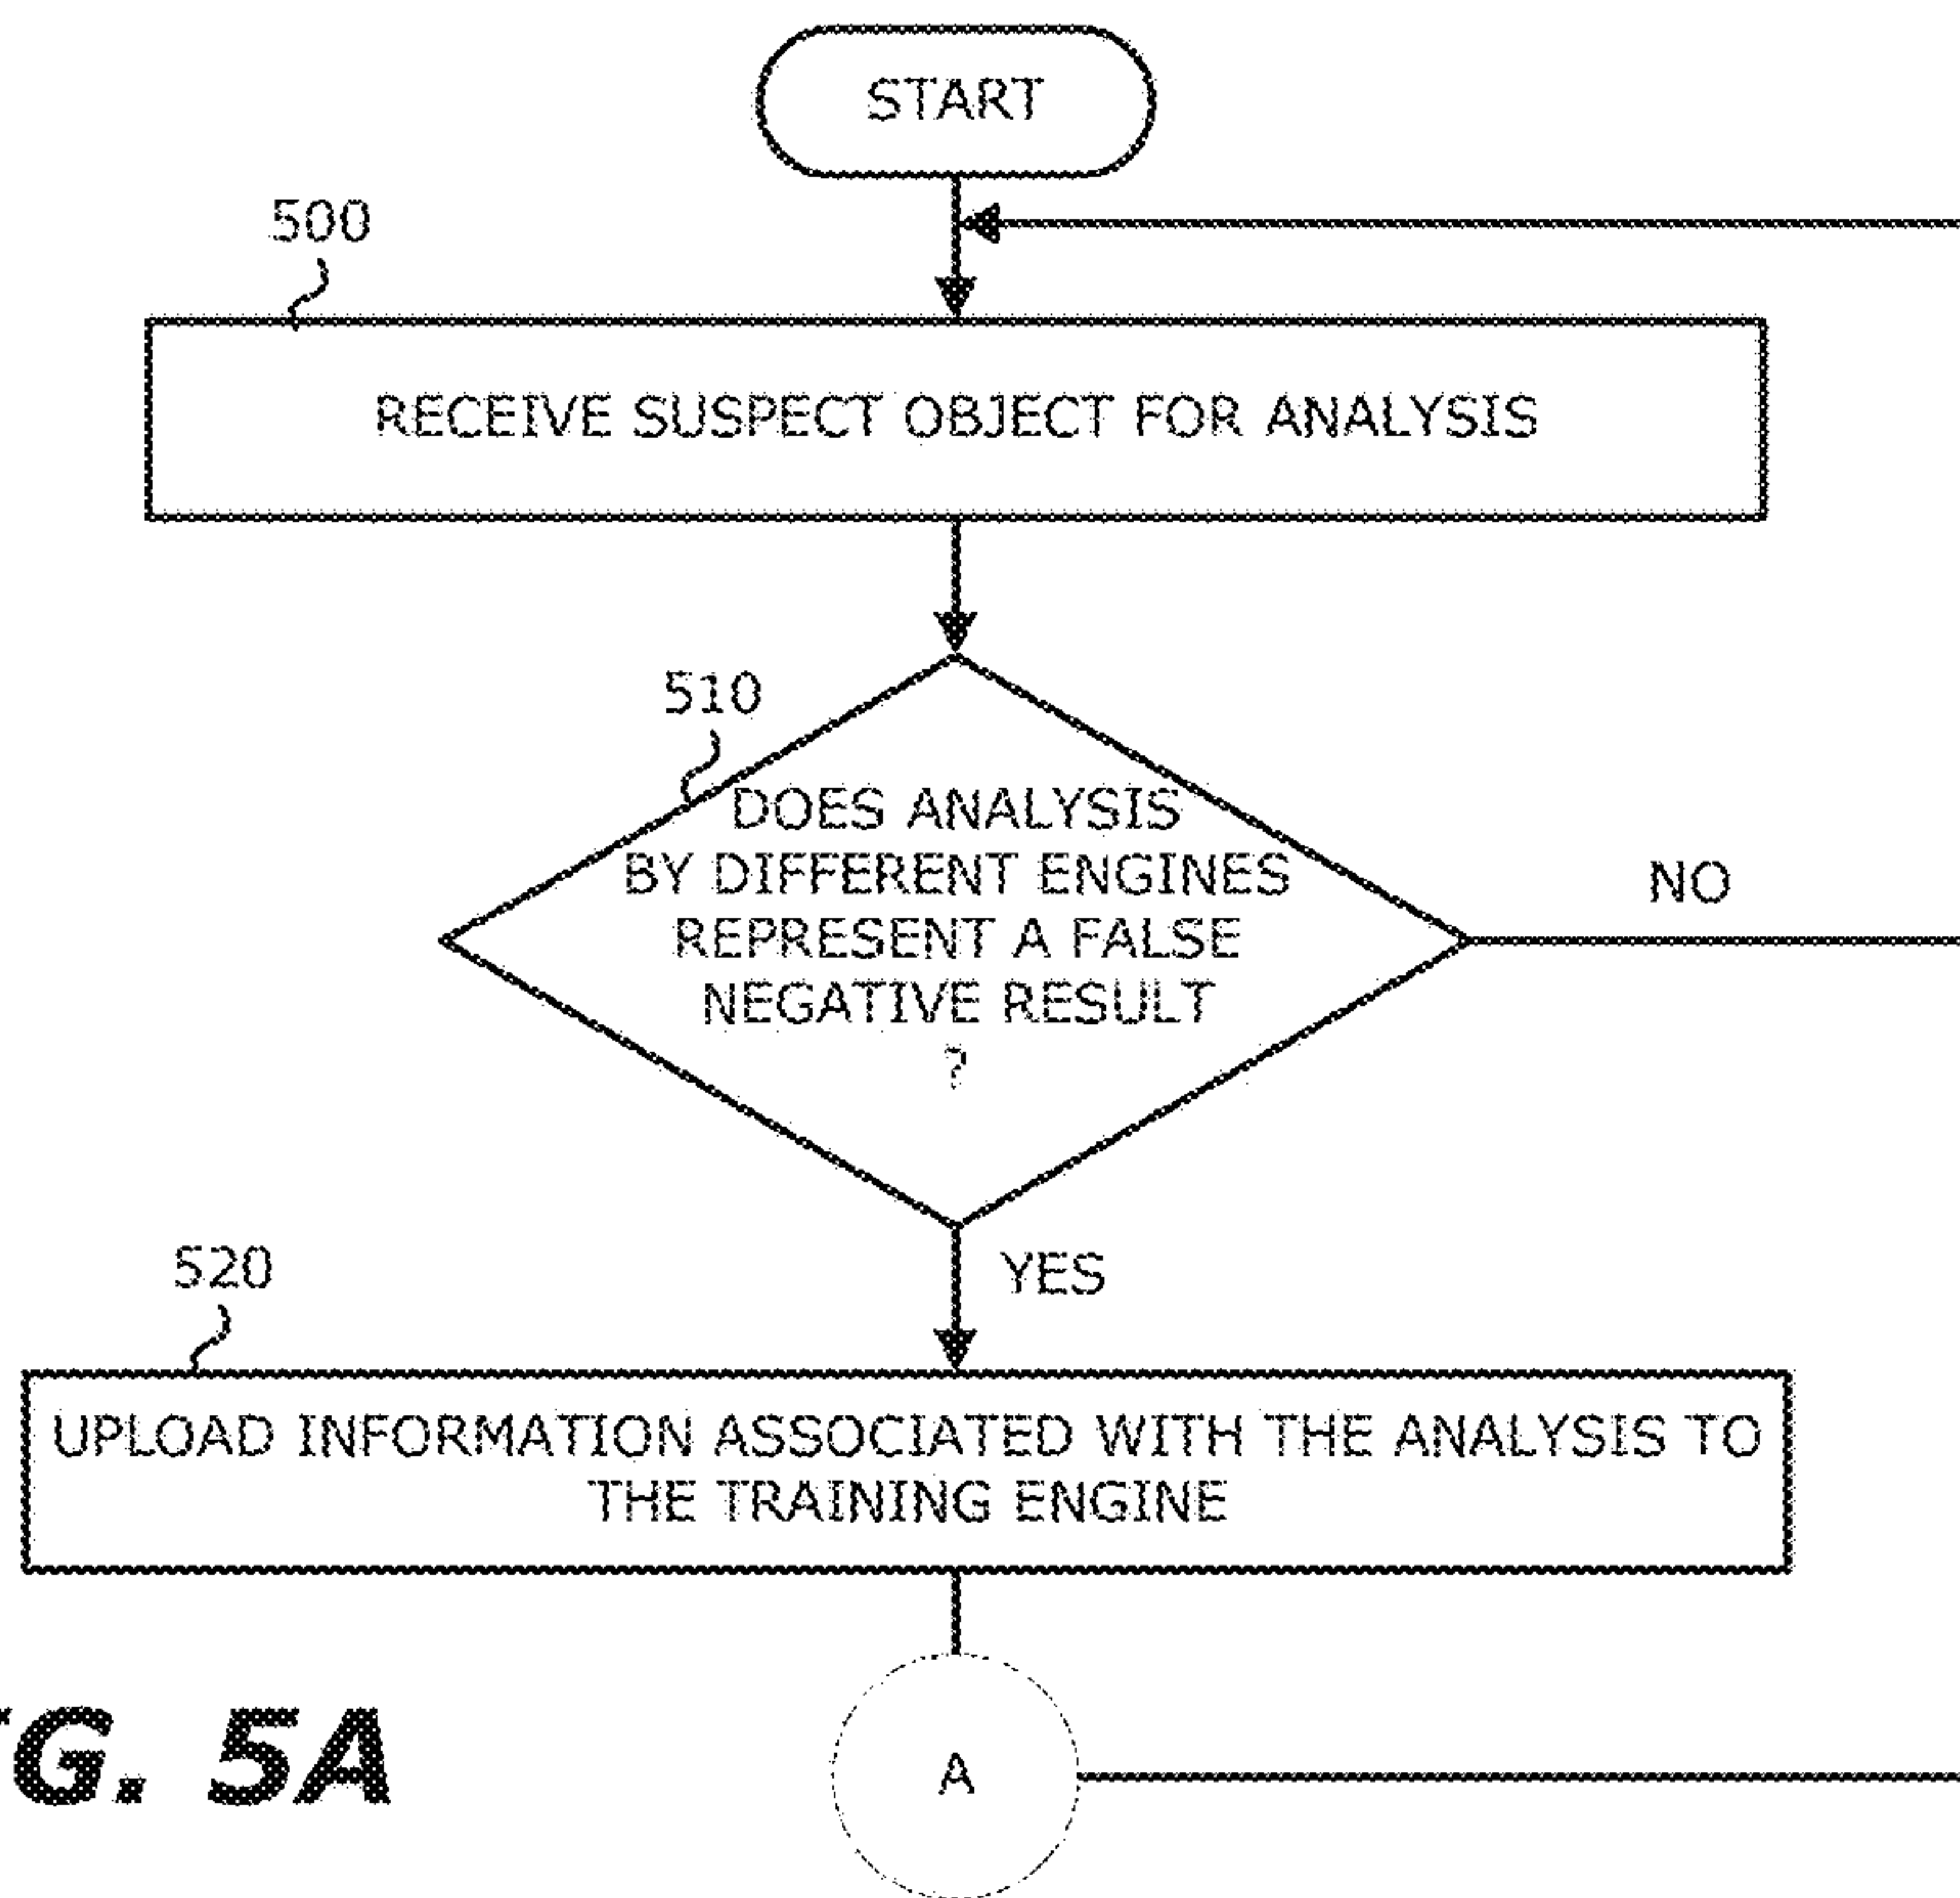 START
500
RECEIVE SUSPECT OBJECT FOR ANALYSIS
510
DOES ANALYSIS
BY DIFFERENT ENGINES
REPRESENT A FALSE
NEGATIVE RESULT
?
NO
YES
520
UPLOAD INFORMATION ASSOCIATED WITH THE ANALYSIS TO
THE TRAINING ENGINE
A
G. 5A